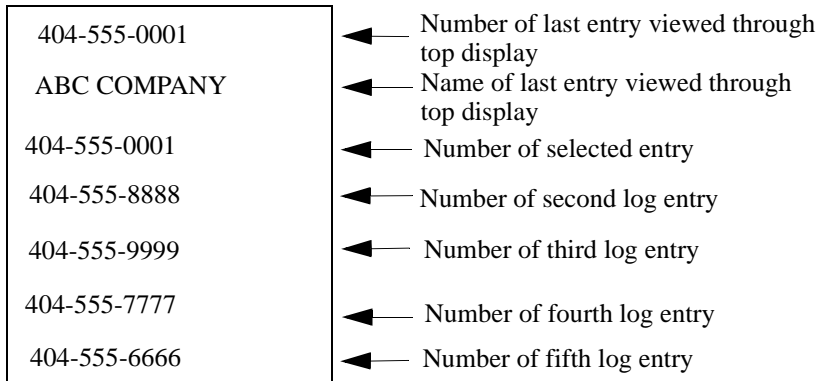 404-555-0001
Number of last entry viewed through
top display
ABC COMPANY
Name of last entry viewed through
top display
404-555-0001
Number of selected entry
404-555-8888
Number of second log entry
404-555-9999
Number of third log entry
404-555-7777
Number of fourth log entry
404-555-6666
Number of fifth log entry